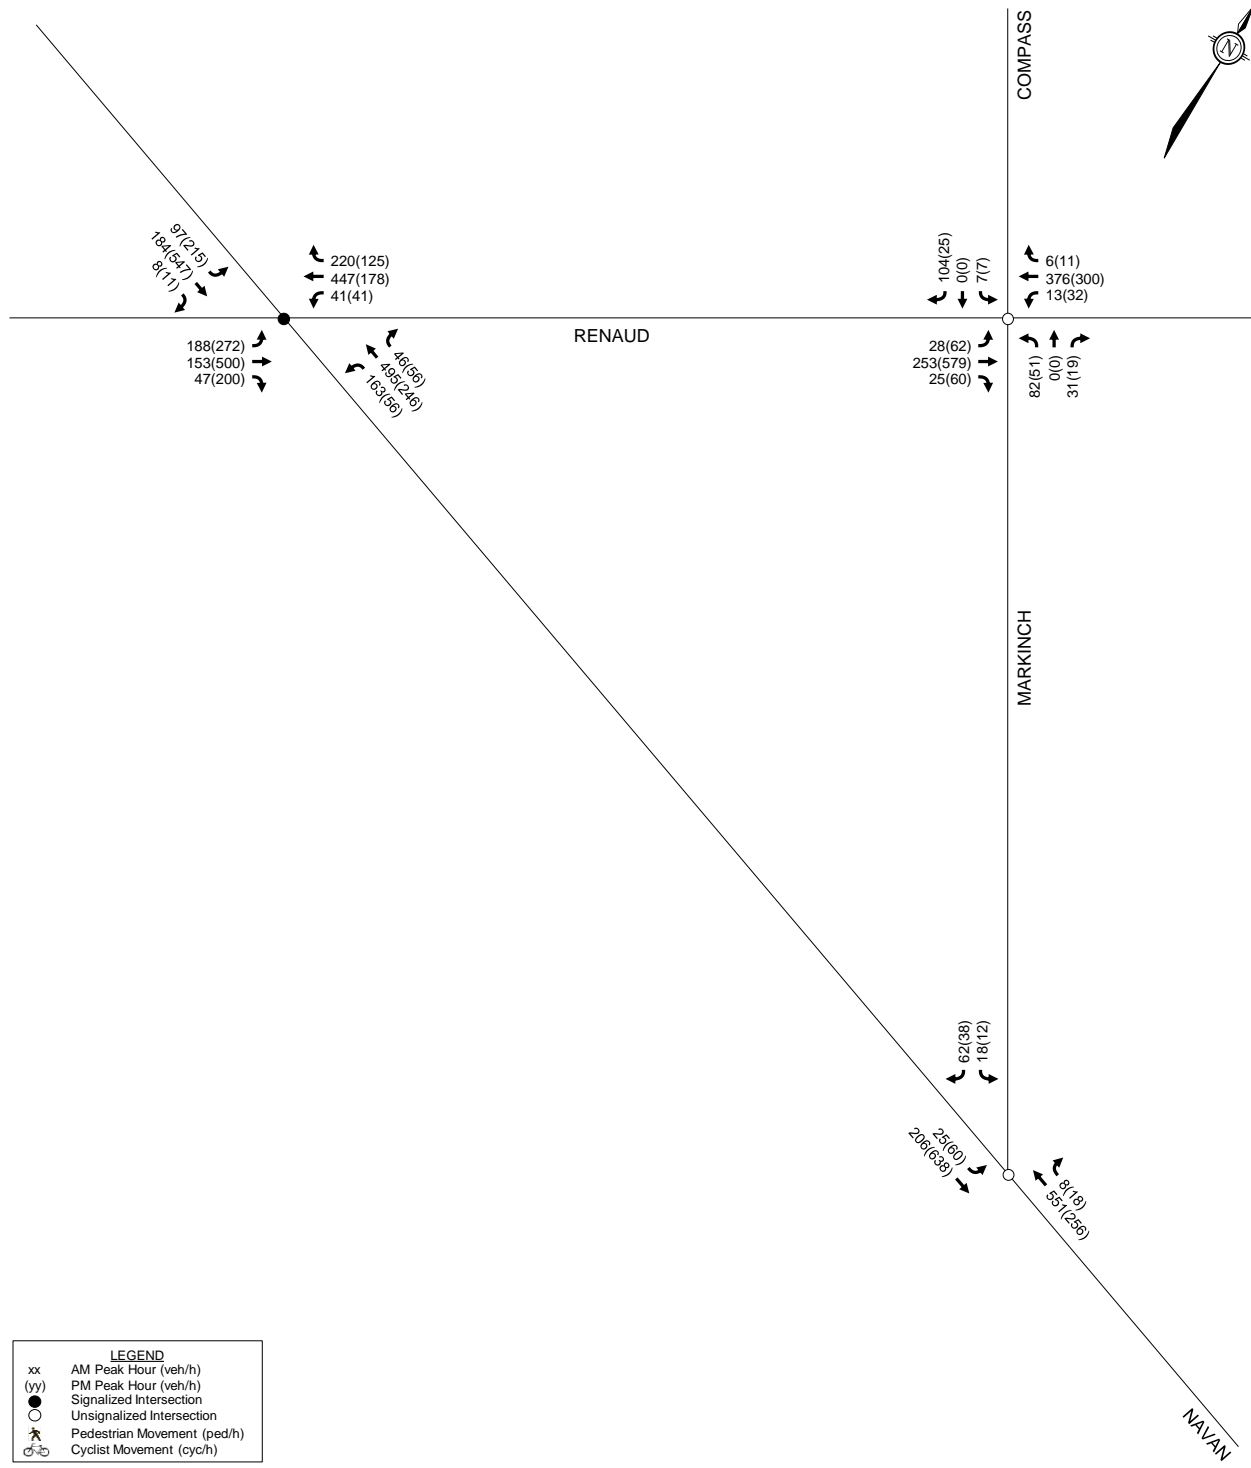 COMPASS
N
97(215)
184(547)
8(11)
220(125)
447(178)
41(41)
104(25)
0(0)
7(7)
6(11)
376(300)
13(32)
RENAUD
188(272)
153(500)
47(200)
46(56)
495(246)
163(56)
28(62)
253(579)
25(60)
82(51)
0(0)
31(19)
MARKINCH
62(38)
18(12)
25(60)
206(638)
8(18)
551(256)
NAVAN
LEGEND
xx AM Peak Hour (veh/h)
(yy) PM Peak Hour (veh/h)
Signalized Intersection
Unsignalized Intersection
Pedestrian Movement (ped/h)
Cyclist Movement (cyc/h)